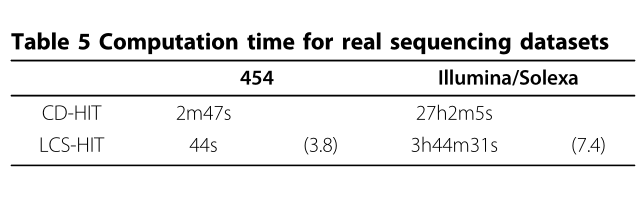 Table 5 Computation time for real sequencing datasets
454 Illumina/Solexa
CD-HIT 2m47s 27h2m5s
LCS-HIT 44s (3.8) 3h44m31s (7.4)